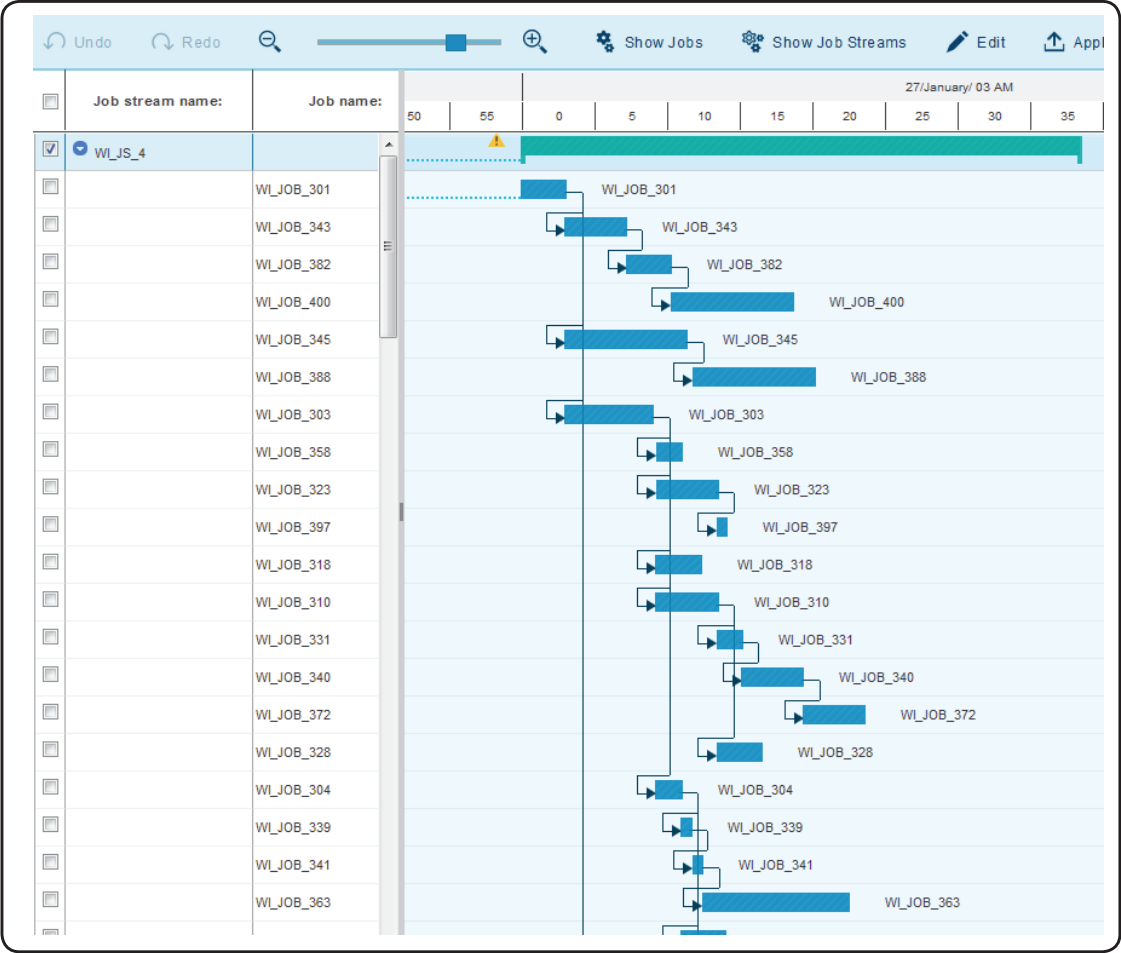 Undo Redo Show Jobs Show Job Streams Edit Appl
Job stream name: Job name: 27/January/ 03 AM
50 55 0 5 10 15 20 25 30 35
WI_JS_4
WI_JOB_301 WI_JOB_301
WI_JOB_343 WI_JOB_343
WI_JOB_382 WI_JOB_382
WI_JOB_400 WI_JOB_400
WI_JOB_345 WI_JOB_345
WI_JOB_388 WI_JOB_388
WI_JOB_303 WI_JOB_303
WI_JOB_358 WI_JOB_358
WI_JOB_323 WI_JOB_323
WI_JOB_397 WI_JOB_397
WI_JOB_318 WI_JOB_318
WI_JOB_310 WI_JOB_310
WI_JOB_331 WI_JOB_331
WI_JOB_340 WI_JOB_340
WI_JOB_372 WI_JOB_372
WI_JOB_328 WI_JOB_328
WI_JOB_304 WI_JOB_304
WI_JOB_339 WI_JOB_339
WI_JOB_341 WI_JOB_341
WI_JOB_363 WI_JOB_363